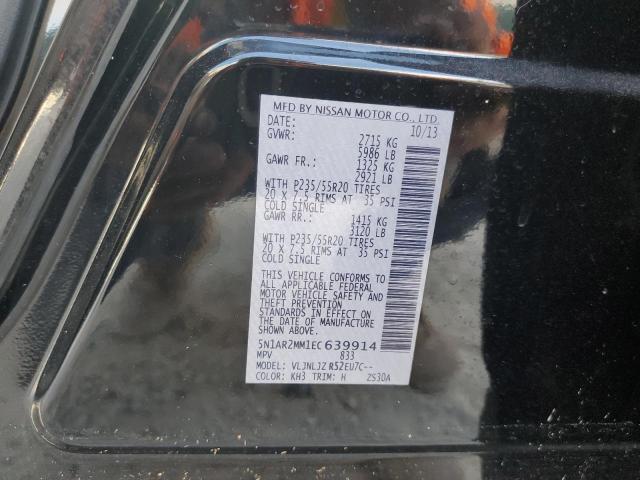 MFD BY NISSAN MOTOR CO., LTD.
DATE: 10/13
GVWR: 2715 KG
5986 LB
GAWR FR.: 1325 KG
2921 LB
WITH P235/55R20 TIRES
20 X 7.5 RIMS AT 35 PSI
COLD SINGLE
GAWR RR.: 1415 KG
3120 LB
WITH P235/55R20 TIRES
20 X 7.5 RIMS AT 35 PSI
COLD SINGLE
THIS VEHICLE CONFORMS TO
ALL APPLICABLE FEDERAL
MOTOR VEHICLE SAFETY AND
THEFT PREVENTION
STANDARDS IN EFFECT ON
THE DATE OF MANUFACTURE
SHOWN ABOVE.
5N1AR2MM1EC 639914
MPV 833
MODEL: VLJNLJZ R52EU7C--
COLOR: KH3 TRIM: H ZS30A